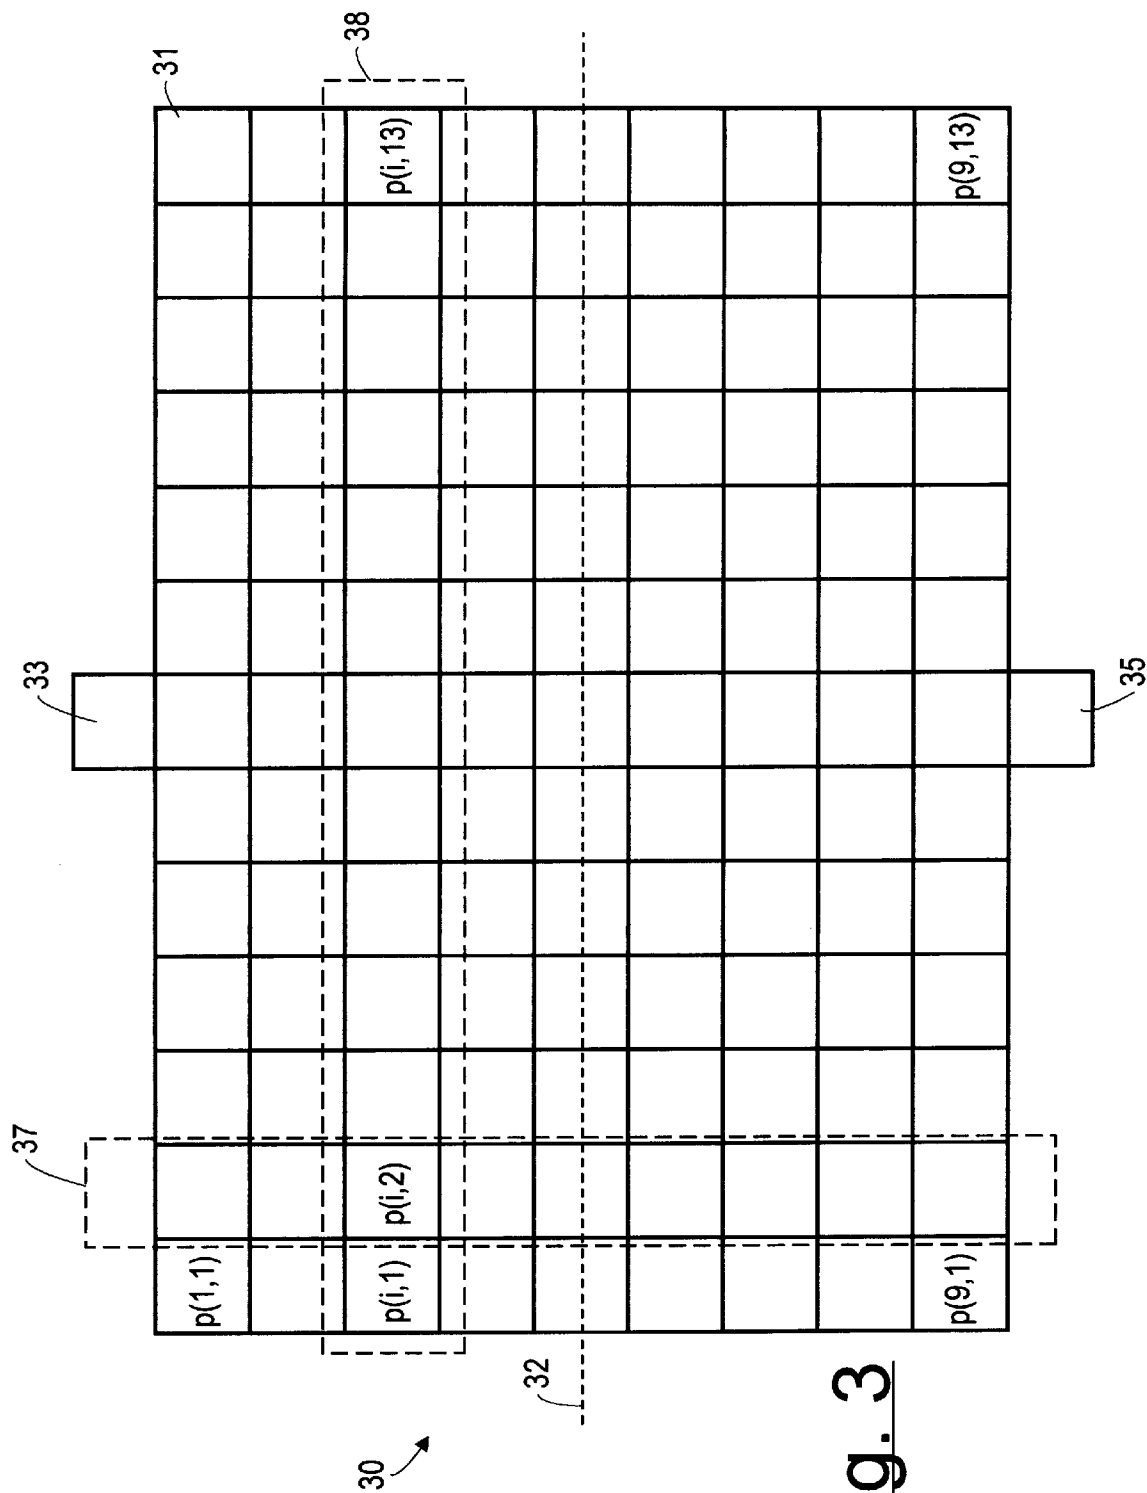 37
33
31
p(1,1)
38
30
p(i,1) p(i,2) p(i,13)
32
g. 3
p(9,1) p(9,13)
35